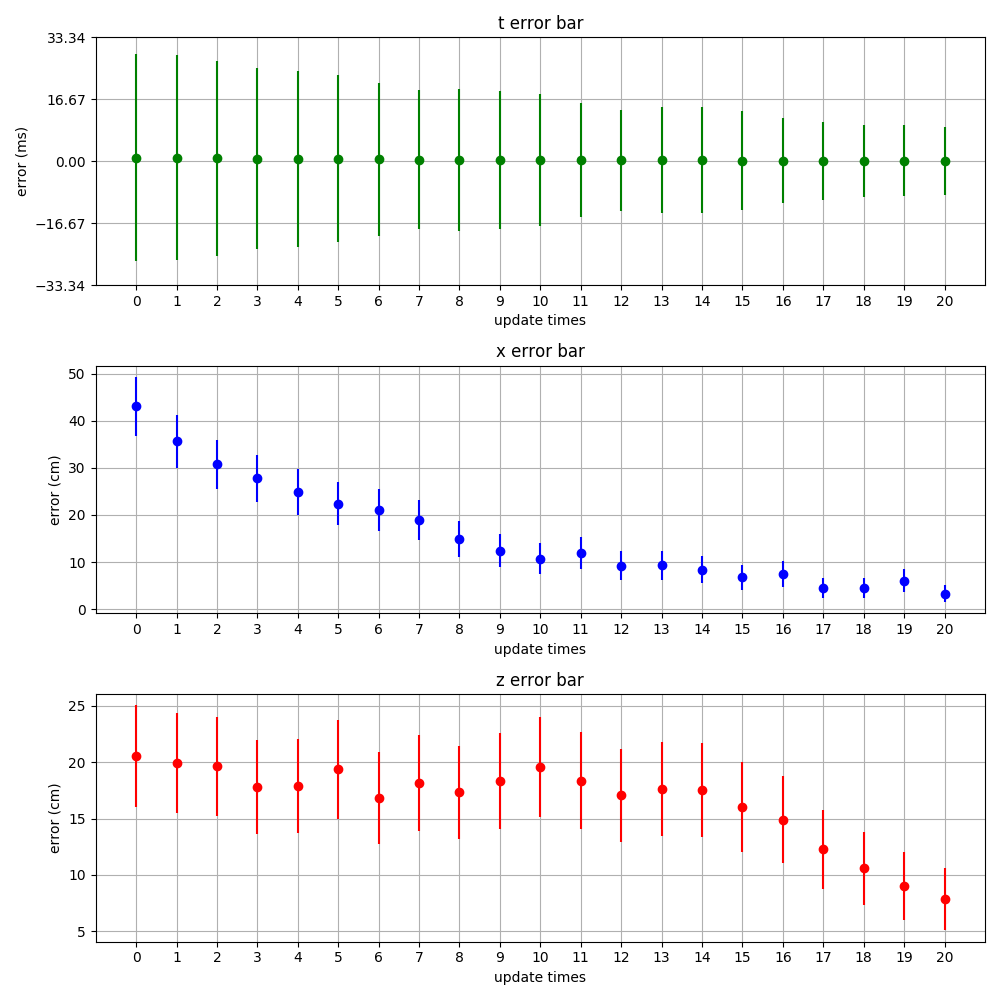 t error bar
33.34
16.67
0.00
−16.67
−33.34
error (ms)
0 1 2 3 4 5 6 7 8 9 10 11 12 13 14 15 16 17 18 19 20
update times
x error bar
50
40
30
20
10
0
error (cm)
0 1 2 3 4 5 6 7 8 9 10 11 12 13 14 15 16 17 18 19 20
update times
z error bar
25
20
15
10
5
error (cm)
0 1 2 3 4 5 6 7 8 9 10 11 12 13 14 15 16 17 18 19 20
update times